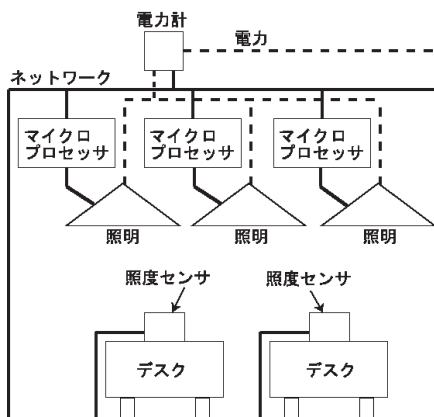 電力計
電力
ネットワーク
マイクロ
プロセッサ
マイクロ
プロセッサ
マイクロ
プロセッサ
照明
照明
照明
照度センサ
照度センサ
デスク
デスク